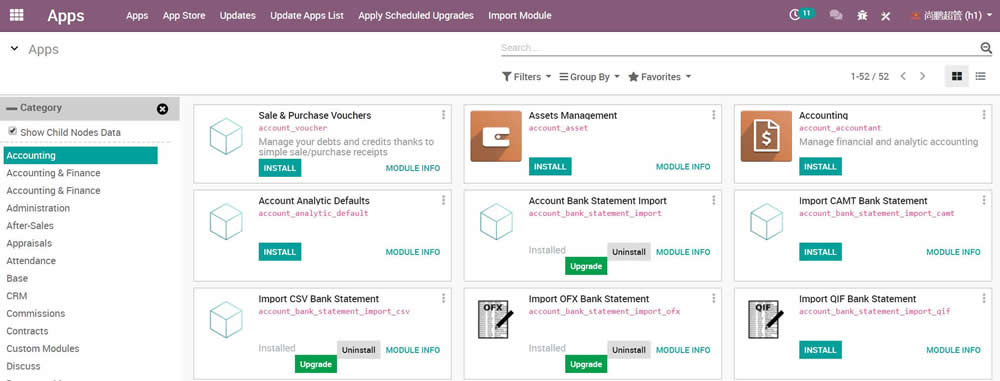 Apps
Apps
App Store
Updates
Update Apps List
Apply Scheduled Upgrades
Import Module
11
尚鹏超管 (h1)
Apps
Search...
Filters
Group By
Favorites
1-52 / 52
Category
Show Child Nodes Data
Accounting
Accounting & Finance
Accounting & Finance
Administration
After-Sales
Appraisals
Attendance
Base
CRM
Commissions
Contracts
Custom Modules
Discuss
Sale & Purchase Vouchers
account_voucher
Manage your debts and credits thanks to
simple sale/purchase receipts
INSTALL
MODULE INFO
Assets Management
account_asset
INSTALL
MODULE INFO
Accounting
account_accountant
Manage financial and analytic accounting
INSTALL
Account Analytic Defaults
account_analytic_default
INSTALL
MODULE INFO
Account Bank Statement Import
account_bank_statement_import
Installed
Uninstall
MODULE INFO
Upgrade
Import CAMT Bank Statement
account_bank_statement_import_camt
INSTALL
MODULE INFO
Import CSV Bank Statement
account_bank_statement_import_csv
Installed
Uninstall
MODULE INFO
Upgrade
OFX
Import OFX Bank Statement
account_bank_statement_import_ofx
Installed
Uninstall
MODULE INFO
Upgrade
QIF
Import QIF Bank Statement
account_bank_statement_import_qif
INSTALL
MODULE INFO